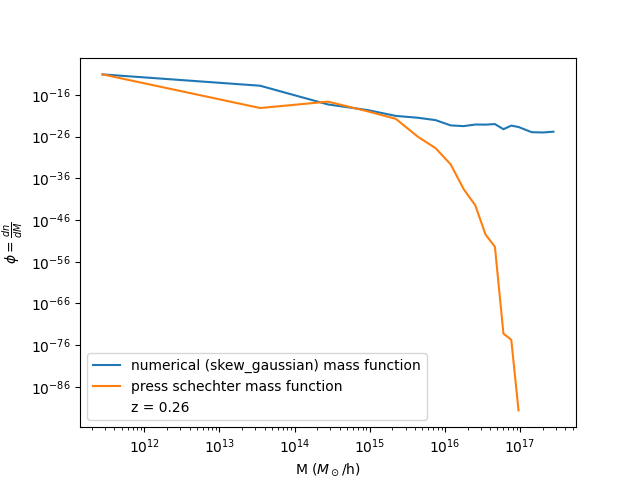 10⁻¹⁶
10⁻²⁶
10⁻³⁶
10⁻⁴⁶
10⁻⁵⁶
10⁻⁶⁶
10⁻⁷⁶
10⁻⁸⁶
ϕ = dn/dM
numerical (skew_gaussian) mass function
press schechter mass function
z = 0.26
10¹² 10¹³ 10¹⁴ 10¹⁵ 10¹⁶ 10¹⁷
M (M⊙/h)